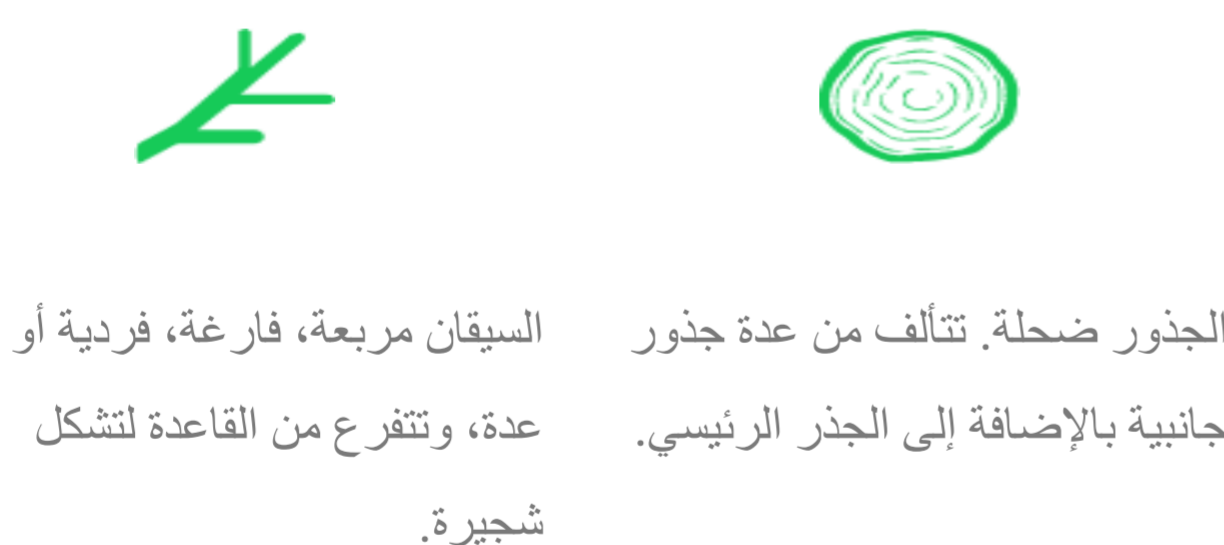 الجذور ضحلة. تتألف من عدة جذور
جانبية بالإضافة إلى الجذر الرئيسي.
السيقان مربعة، فارغة، فردية أو
عدة، وتتفرع من القاعدة لتشكل
شجيرة.